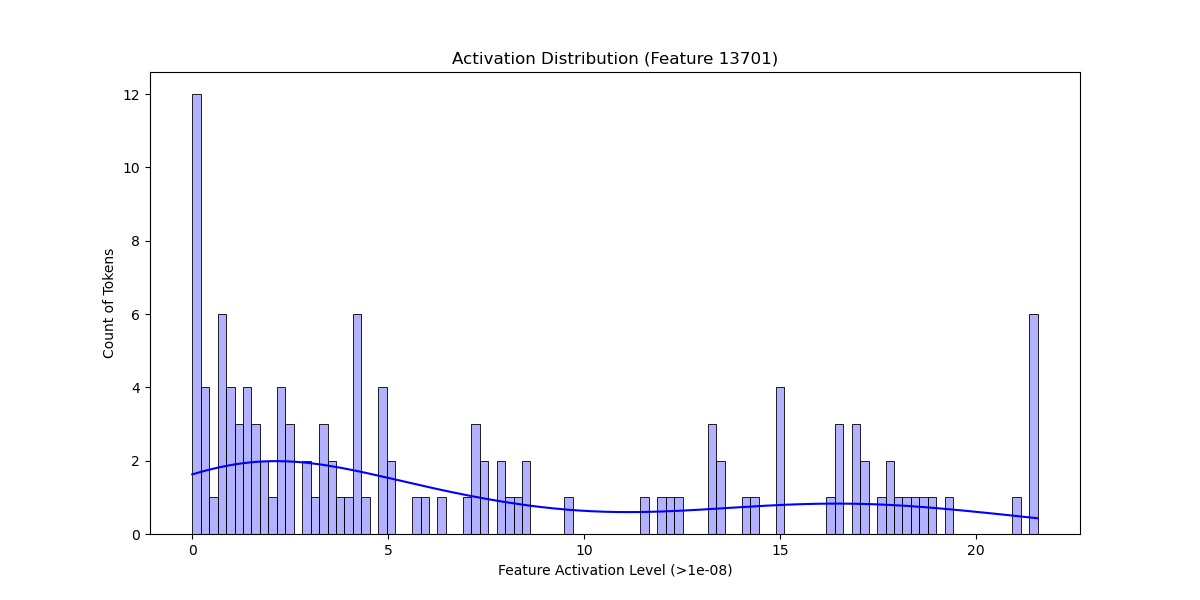 Activation Distribution (Feature 13701)
12
10
8
6
4
2
0
Count of Tokens
0 5 10 15 20
Feature Activation Level (>1e-08)